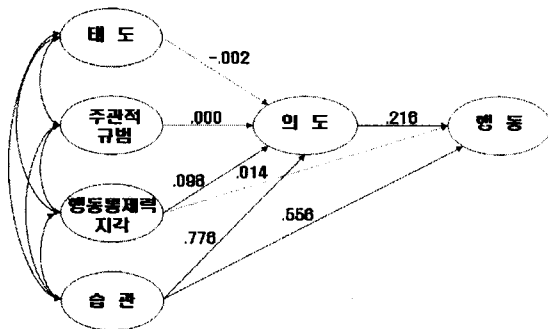 태 도
-.002
주관적
규범
.000
의 도
.216
행 동
행동통제력
지각
.098
.014
.776
.556
습 관